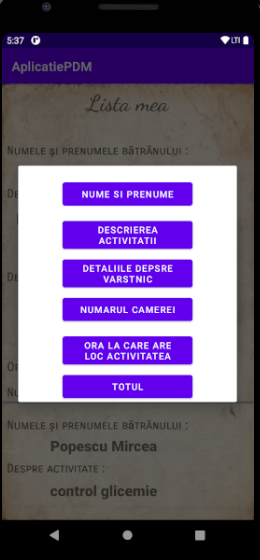 5:37 LTE
AplicatiePDM
Lista mea
Numele și prenumele bătrânului :
NUME SI PRENUME
DESCRIEREA
ACTIVITATII
DETALIILE DEPSRE
VARSTNIC
NUMARUL CAMEREI
ORA LA CARE ARE
LOC ACTIVITATEA
TOTUL
Numele și prenumele bătrânului :
Popescu Mircea
Despre activitate :
control glicemie